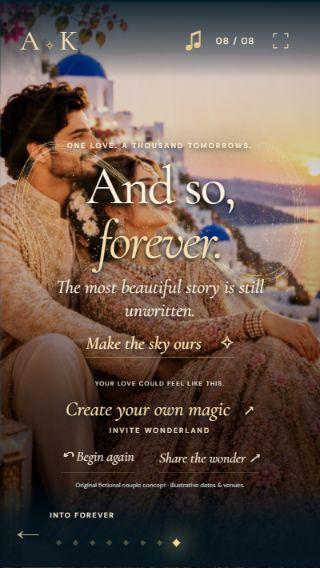 A K
08 / 08
ONE LOVE. A THOUSAND TOMORROWS.
And so,
forever.
The most beautiful story is still
unwritten.
Make the sky ours
YOUR LOVE COULD FEEL LIKE THIS.
Create your own magic ↗
INVITE WONDERLAND
Begin again
Share the wonder ↗
Original fictional couple concept · illustrative dates & venues.
INTO FOREVER